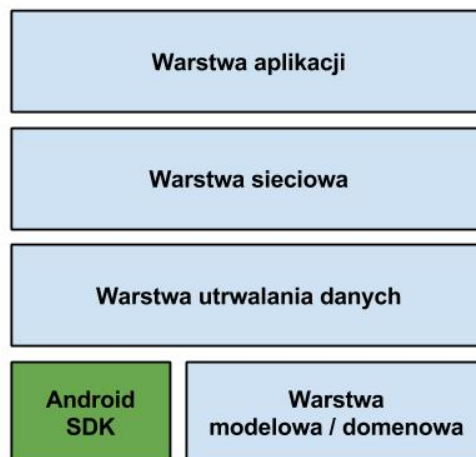 Warstwa aplikacji
Warstwa sieciowa
Warstwa utrwalania danych
Android
SDK
Warstwa
modelowa / domenowa